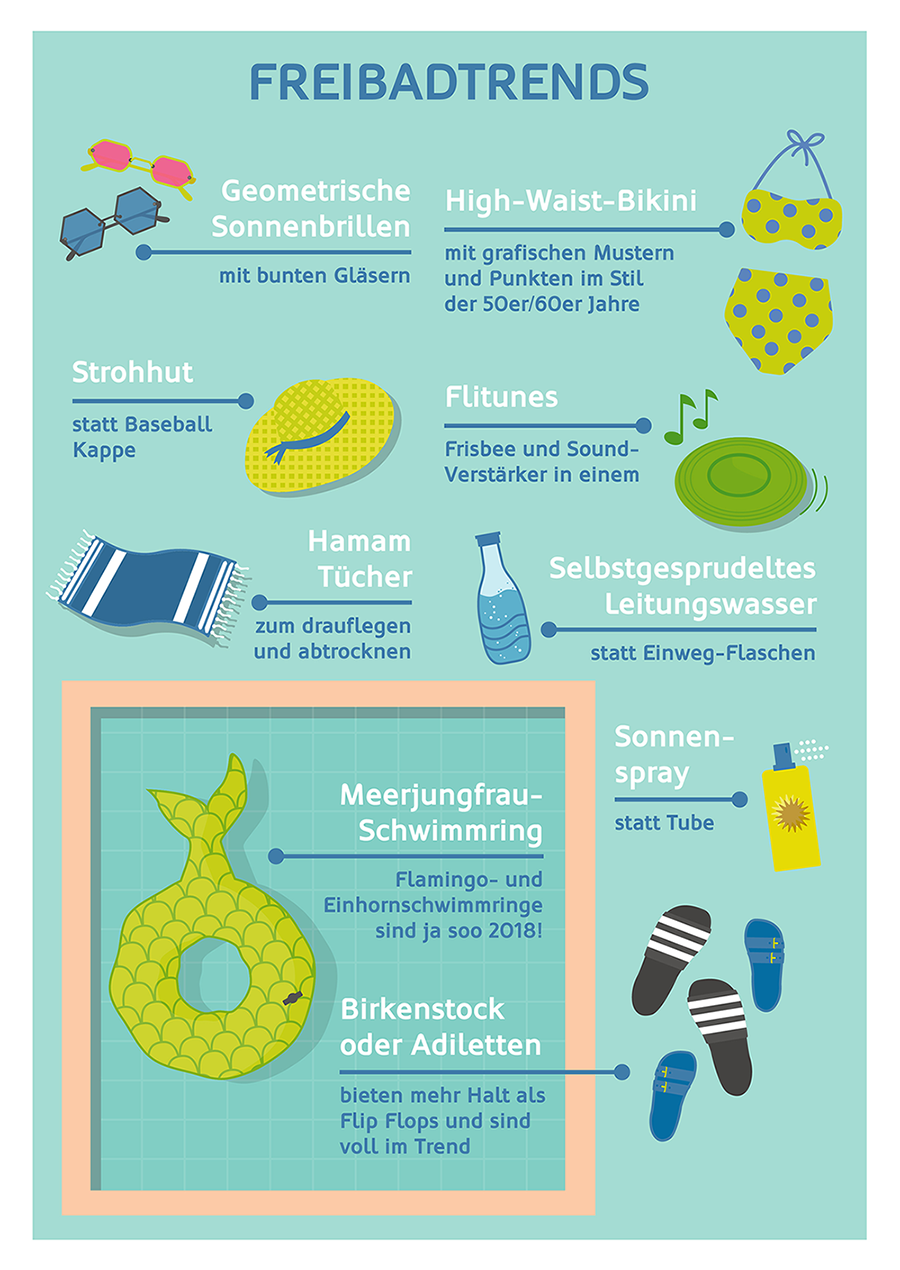 FREIBADTRENDS
Geometrische
Sonnenbrillen
mit bunten Gläsern
High-Waist-Bikini
mit grafischen Mustern
und Punkten im Stil
der 50er/60er Jahre
Strohhut
statt Baseball
Kappe
Flitunes
Frisbee und Sound-
Verstärker in einem
Hamam
Tücher
zum drauflegen
und abtrocknen
Selbstgesprudeltes
Leitungswasser
statt Einweg-Flaschen
Sonnen-
spray
statt Tube
Meerjungfrau-
Schwimmring
Flamingo- und
Einhornschwimmringe
sind ja soo 2018!
Birkenstock
oder Adiletten
bieten mehr Halt als
Flip Flops und sind
voll im Trend